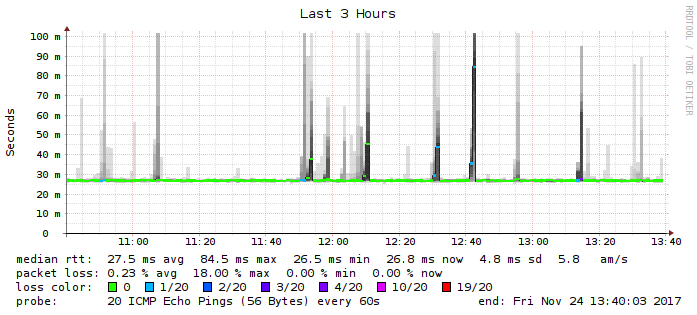 Last 3 Hours
RRDTOOL / TOBI OETIKER
Seconds
100 m
90 m
80 m
70 m
60 m
50 m
40 m
30 m
20 m
10 m
0
11:00 11:20 11:40 12:00 12:20 12:40 13:00 13:20 13:40
median rtt: 27.5 ms avg 84.5 ms max 26.5 ms min 26.8 ms now 4.8 ms sd 5.8 am/s
packet loss: 0.23 % avg 18.00 % max 0.00 % min 0.00 % now
loss color: 0 1/20 2/20 3/20 4/20 10/20 19/20
probe: 20 ICMP Echo Pings (56 Bytes) every 60s end: Fri Nov 24 13:40:03 2017